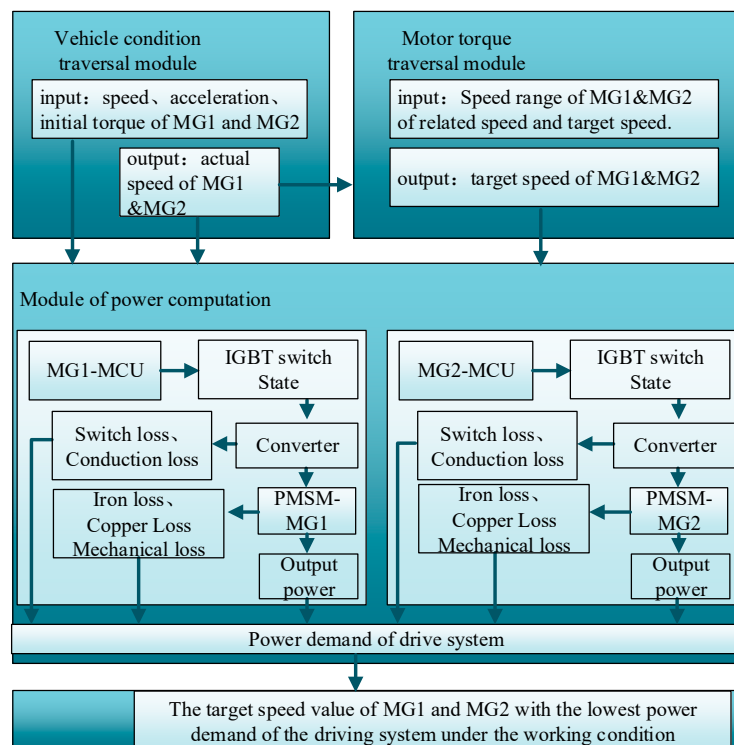 Vehicle condition
traversal module
input：speed、acceleration、
initial torque of MG1 and MG2
output：actual
speed of MG1
&MG2
Motor torque
traversal module
input：Speed range of MG1&MG2
of related speed and target speed.
output：target speed of MG1&MG2
Module of power computation
MG1-MCU
IGBT switch
State
Switch loss、
Conduction loss
Converter
Iron loss、
Copper Loss
Mechanical loss
PMSM-
MG1
Output
power
MG2-MCU
IGBT switch
State
Switch loss、
Conduction loss
Converter
Iron loss、
Copper Loss
Mechanical loss
PMSM-
MG2
Output
power
Power demand of drive system
The target speed value of MG1 and MG2 with the lowest power
demand of the driving system under the working condition